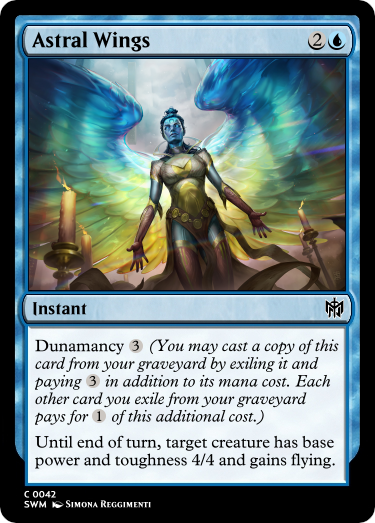 Astral Wings 2
Instant
Dunamancy 3 (You may cast a copy of this
card from your graveyard by exiling it and
paying 3 in addition to its mana cost. Each
other card you exile from your graveyard
pays for 1 of this additional cost.)
Until end of turn, target creature has base
power and toughness 4/4 and gains flying.
C 0042
SWM Simona Reggimenti